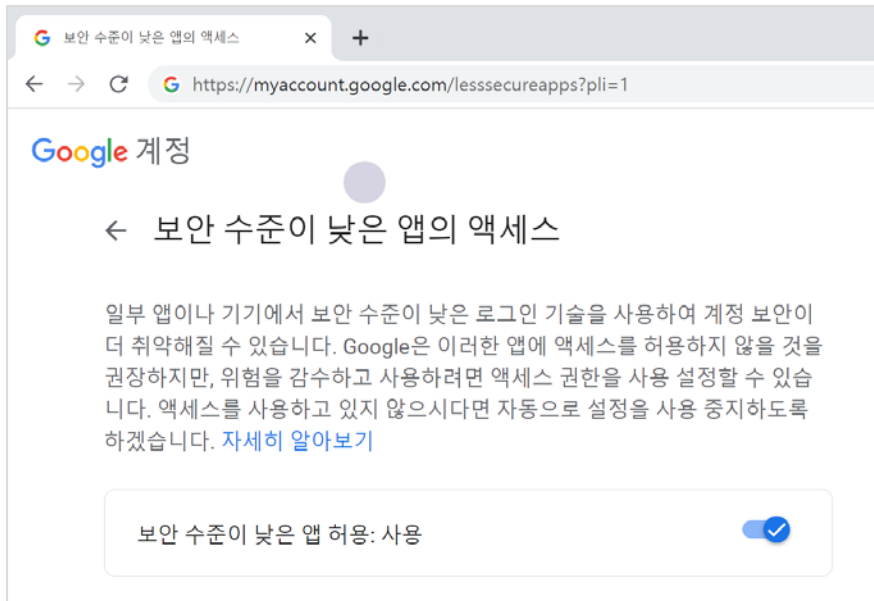 보안 수준이 낮은 앱의 액세스
https://myaccount.google.com/lesssecureapps?pli=1
Google 계정
보안 수준이 낮은 앱의 액세스
일부 앱이나 기기에서 보안 수준이 낮은 로그인 기술을 사용하여 계정 보안이
더 취약해질 수 있습니다. Google은 이러한 앱에 액세스를 허용하지 않을 것을
권장하지만, 위험을 감수하고 사용하려면 액세스 권한을 사용 설정할 수 있습
니다. 액세스를 사용하고 있지 않으시다면 자동으로 설정을 사용 중지하도록
하겠습니다. 자세히 알아보기
보안 수준이 낮은 앱 허용: 사용